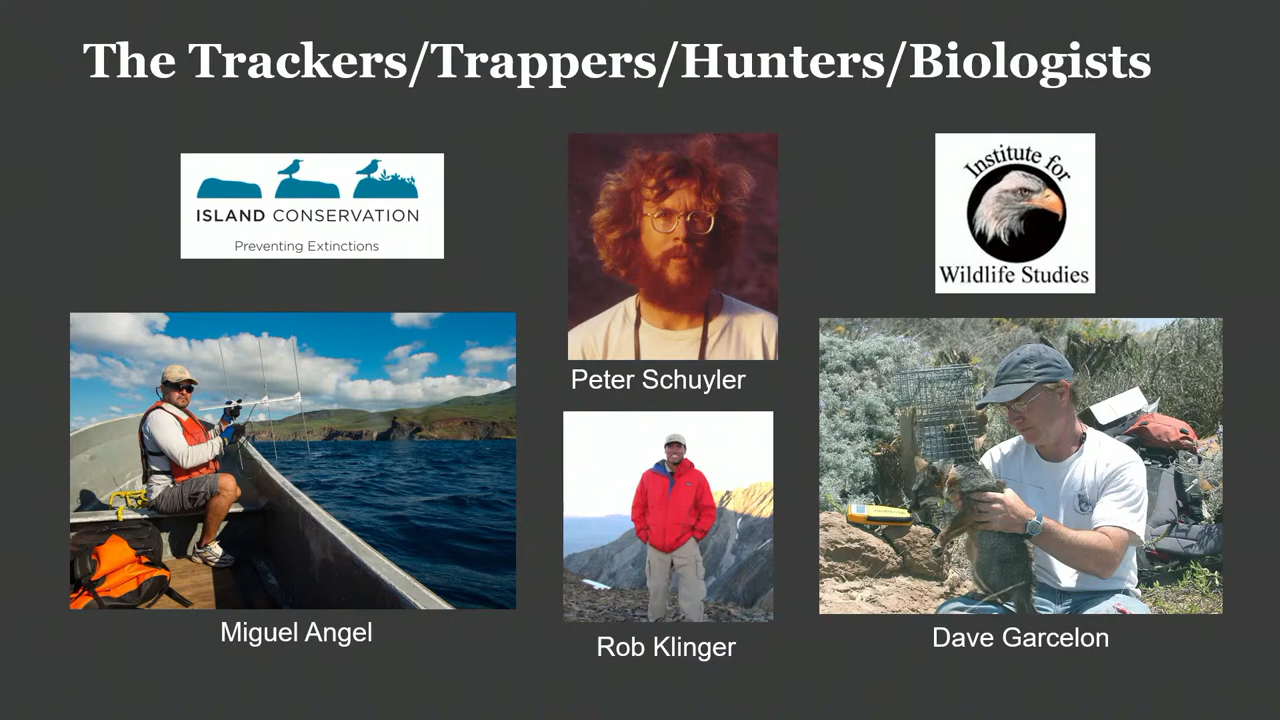 The Trackers/Trappers/Hunters/Biologists
ISLAND CONSERVATION
Preventing Extinctions
Peter Schuyler
Institute for
Wildlife Studies
Miguel Angel
Rob Klinger
Dave Garcelon